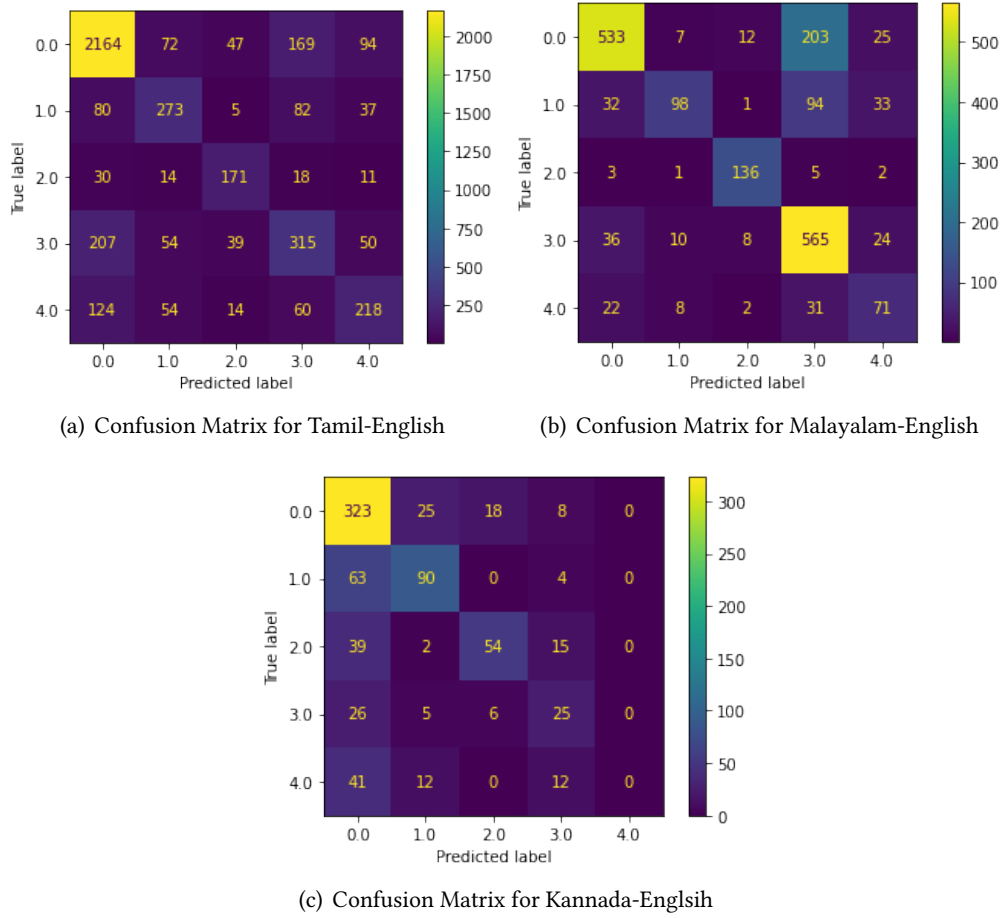 0.0 2164 72 47 169 94
1.0 80 273 5 82 37
2.0 30 14 171 18 11
3.0 207 54 39 315 50
4.0 124 54 14 60 218
0.0 1.0 2.0 3.0 4.0
Predicted label
True label
2000
1750
1500
1250
1000
750
500
250
(a) Confusion Matrix for Tamil-English
0.0 533 7 12 203 25
1.0 32 98 1 94 33
2.0 3 1 136 5 2
3.0 36 10 8 565 24
4.0 22 8 2 31 71
0.0 1.0 2.0 3.0 4.0
Predicted label
True label
500
400
300
200
100
(b) Confusion Matrix for Malayalam-English
0.0 323 25 18 8 0
1.0 63 90 0 4 0
2.0 39 2 54 15 0
3.0 26 5 6 25 0
4.0 41 12 0 12 0
0.0 1.0 2.0 3.0 4.0
Predicted label
True label
300
250
200
150
100
50
0
(c) Confusion Matrix for Kannada-Englsih